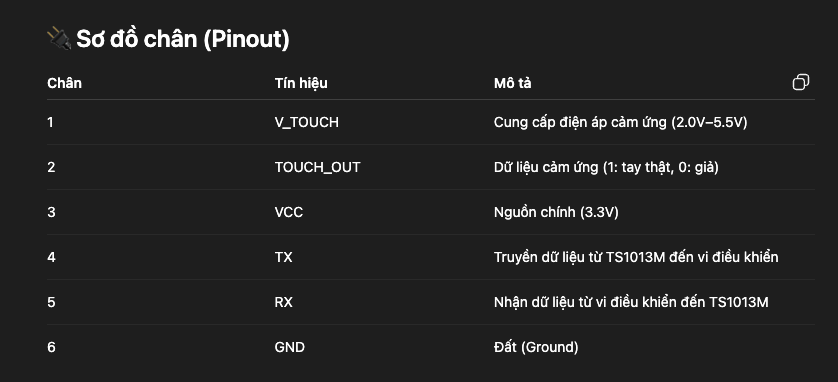 🔌 Sơ đồ chân (Pinout)
Chân Tín hiệu Mô tả
1 V_TOUCH Cung cấp điện áp cảm ứng (2.0V–5.5V)
2 TOUCH_OUT Dữ liệu cảm ứng (1: tay thật, 0: giả)
3 VCC Nguồn chính (3.3V)
4 TX Truyền dữ liệu từ TS1013M đến vi điều khiển
5 RX Nhận dữ liệu từ vi điều khiển đến TS1013M
6 GND Đất (Ground)